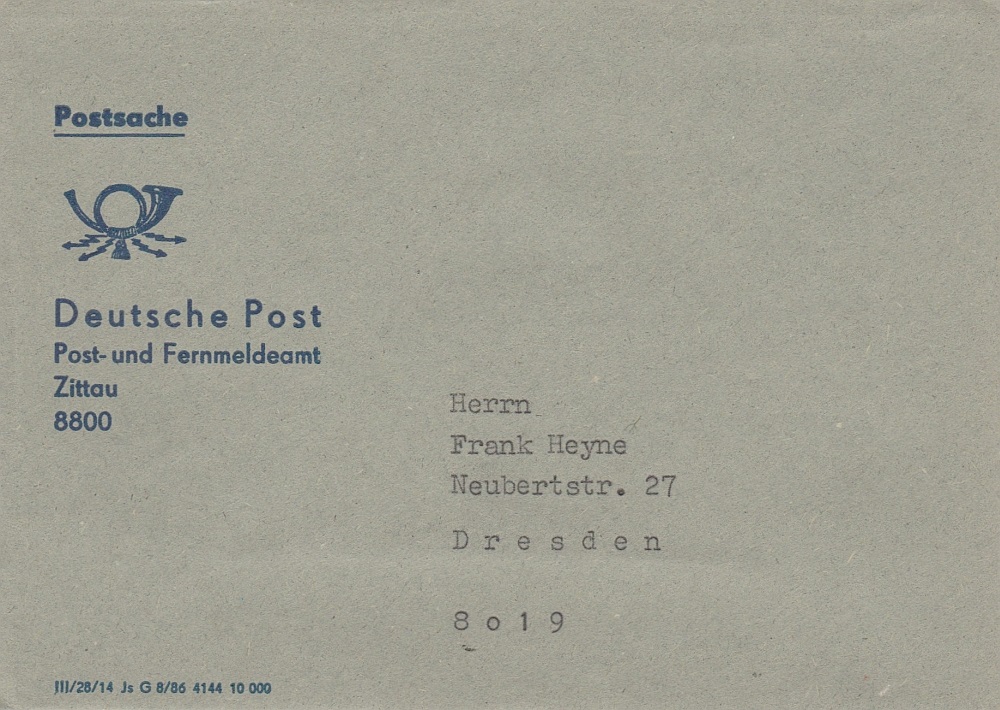 Postsache
Deutsche Post
Post- und Fernmeldeamt
Zittau
8800
Herrn
Frank Heyne
Neubertstr. 27
D r e s d e n
8 o 1 9
III/28/14 Js G 8/86 4144 10 000